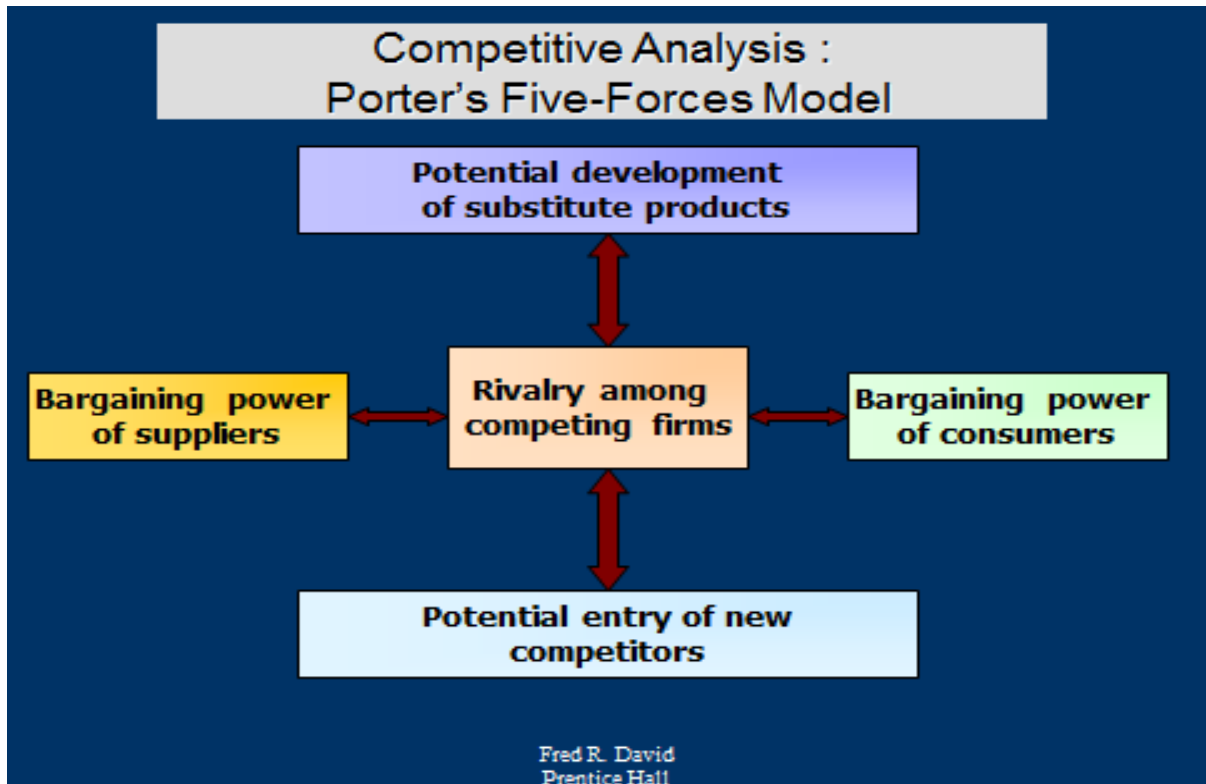 Competitive Analysis :
Porter's Five-Forces Model
Potential development
of substitute products
Bargaining power
of suppliers
Rivalry among
competing firms
Bargaining power
of consumers
Potential entry of new
competitors
Fred R. David
Prentice Hall